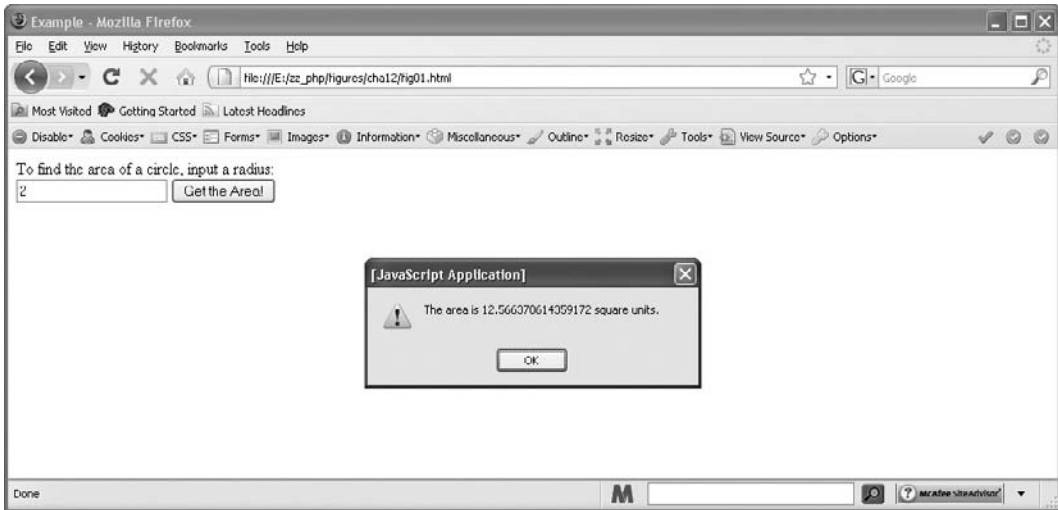 Example - Mozilla Firefox
File Edit View History Bookmarks Tools Help
file:///E:/zz_php/figures/cha12/fig01.html
G Google
Most Visited Getting Started Latest Headlines
Disable Cookies CSS Forms Images Information Miscellaneous Outline Resize Tools View Source Options
To find the area of a circle, input a radius:
2 Get the Area!
[JavaScript Application]
The area is 12.566370614359172 square units.
OK
Done
M
McAfee SiteAdvisor